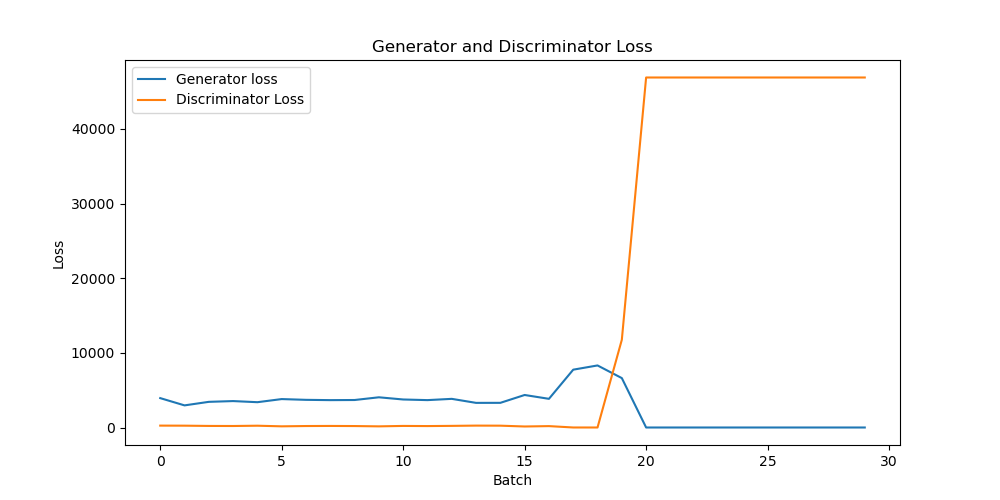 Generator and Discriminator Loss
Generator loss
Discriminator Loss
40000
30000
20000
10000
0
Loss
0 5 10 15 20 25 30
Batch